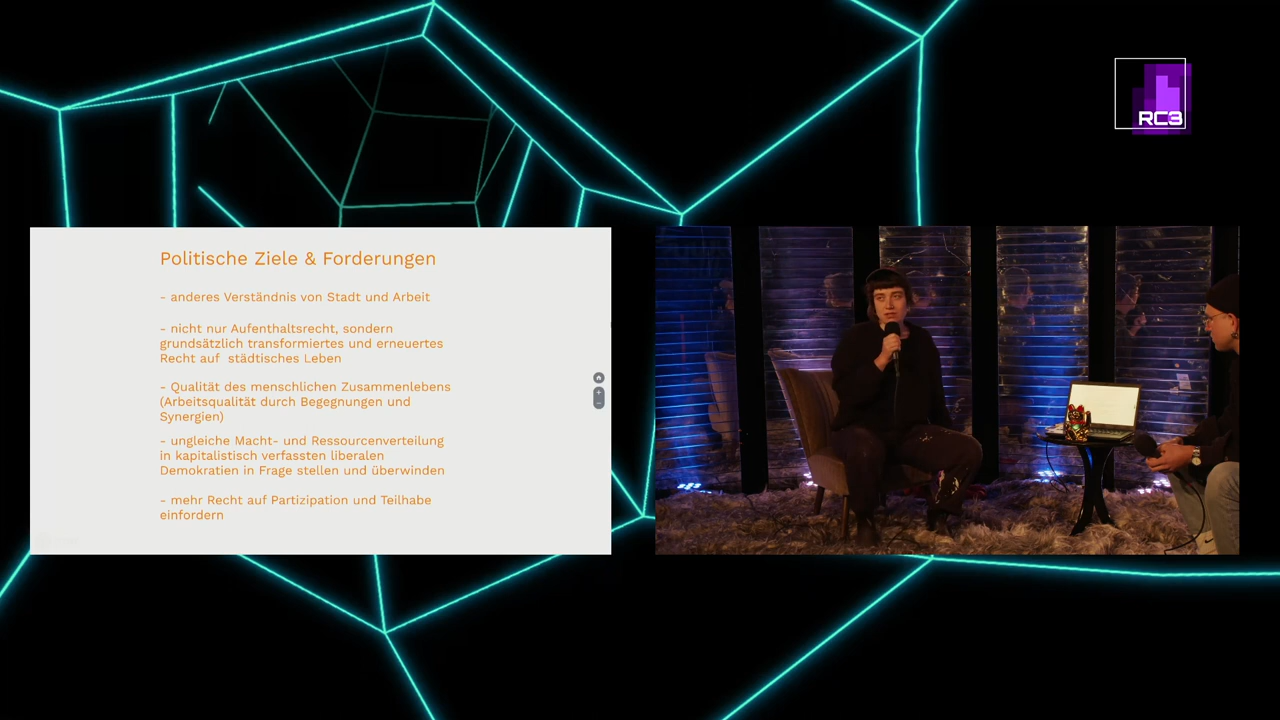 RC3
Politische Ziele & Forderungen
- anderes Verständnis von Stadt und Arbeit
- nicht nur Aufenthaltsrecht, sondern
grundsätzlich transformiertes und erneuertes
Recht auf städtisches Leben
- Qualität des menschlichen Zusammenlebens
(Arbeitsqualität durch Begegnungen und
Synergien)
- ungleiche Macht- und Ressourcenverteilung
in kapitalistisch verfassten liberalen
Demokratien in Frage stellen und überwinden
- mehr Recht auf Partizipation und Teilhabe
einfordern